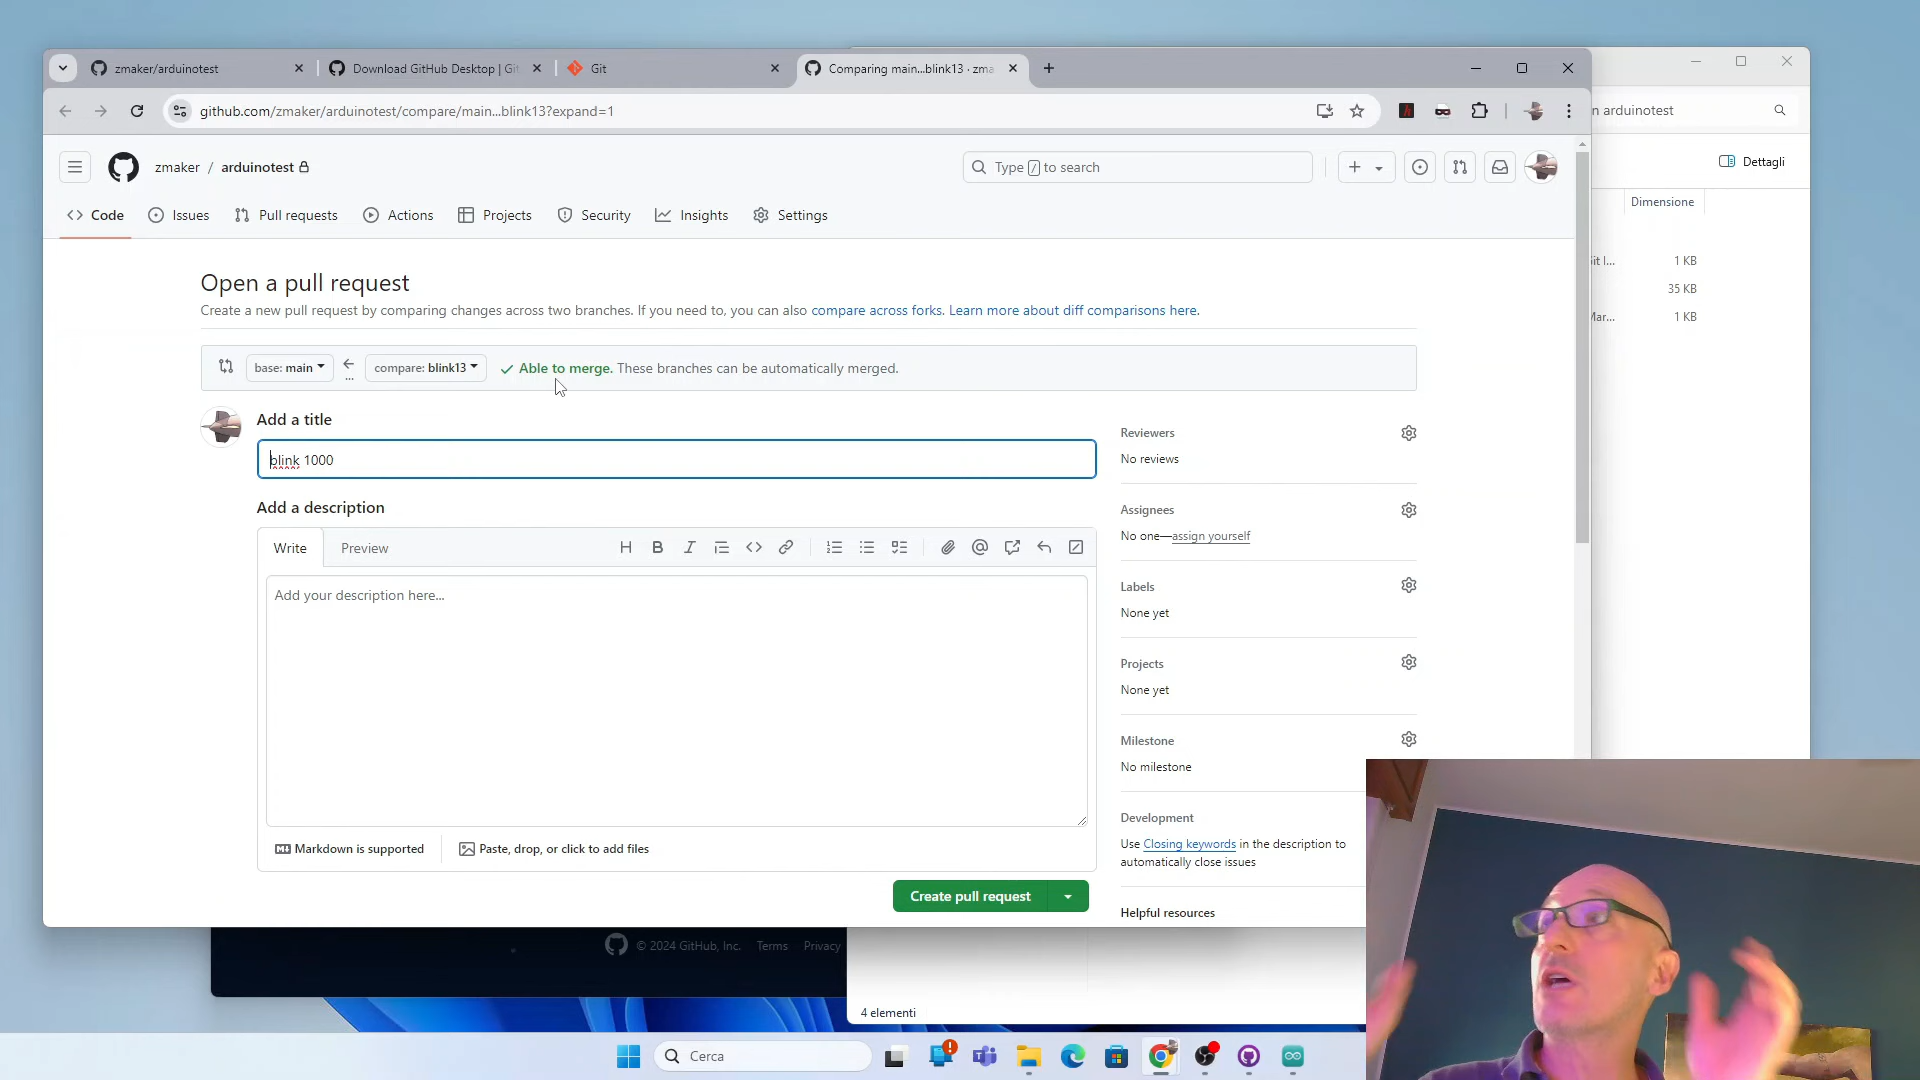 zmaker/arduinotest
Download GitHub Desktop | Git
Git
Comparing main...blink13 · zma
github.com/zmaker/arduinotest/compare/main...blink13?expand=1
n arduinotest
zmaker / arduinotest
Type / to search
Dettagli
Code
Issues
Pull requests
Actions
Projects
Security
Insights
Settings
Dimensione
Open a pull request
Create a new pull request by comparing changes across two branches. If you need to, you can also compare across forks. Learn more about diff comparisons here.
1 KB
35 KB
1 KB
base: main
compare: blink13
Able to merge. These branches can be automatically merged.
Add a title
blink 1000
Add a description
Write
Preview
Add your description here...
Markdown is supported
Paste, drop, or click to add files
Create pull request
Reviewers
No reviews
Assignees
No one—assign yourself
Labels
None yet
Projects
None yet
Milestone
No milestone
Development
Use Closing keywords in the description to
automatically close issues
Helpful resources
© 2024 GitHub, Inc.
Terms
Privacy
4 elementi
Cerca